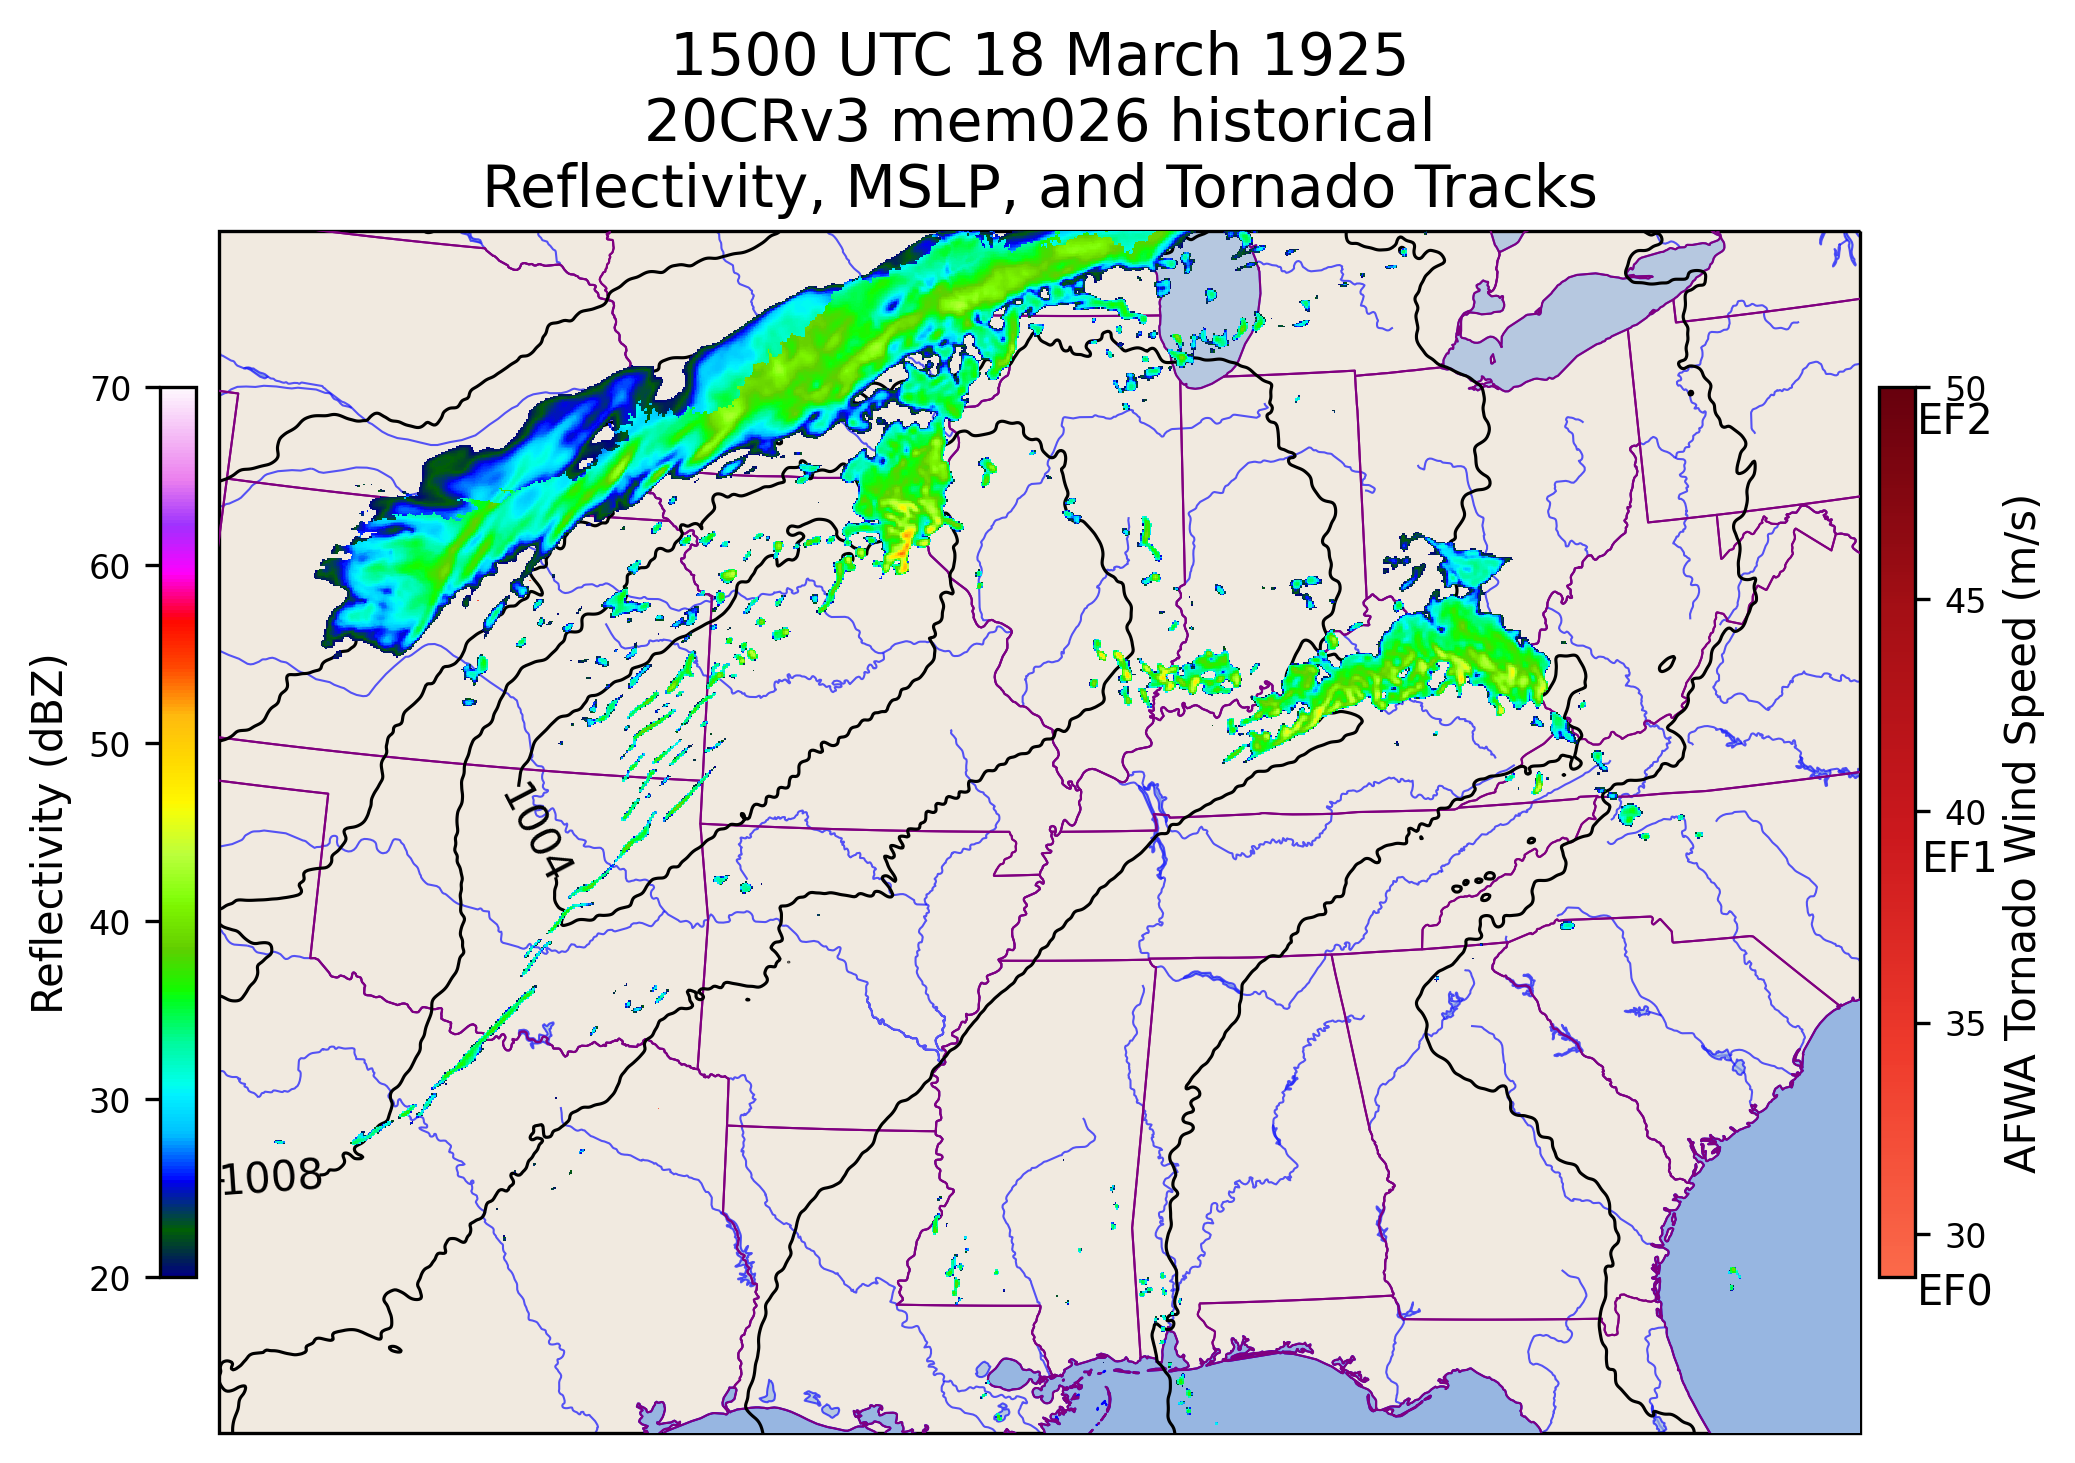 1500 UTC 18 March 1925
20CRv3 mem026 historical
Reflectivity, MSLP, and Tornado Tracks
70
60
50
40
30
20
Reflectivity (dBZ)
1004
1008
50
EF2
45
40
EF1
35
30
EF0
AFWA Tornado Wind Speed (m/s)